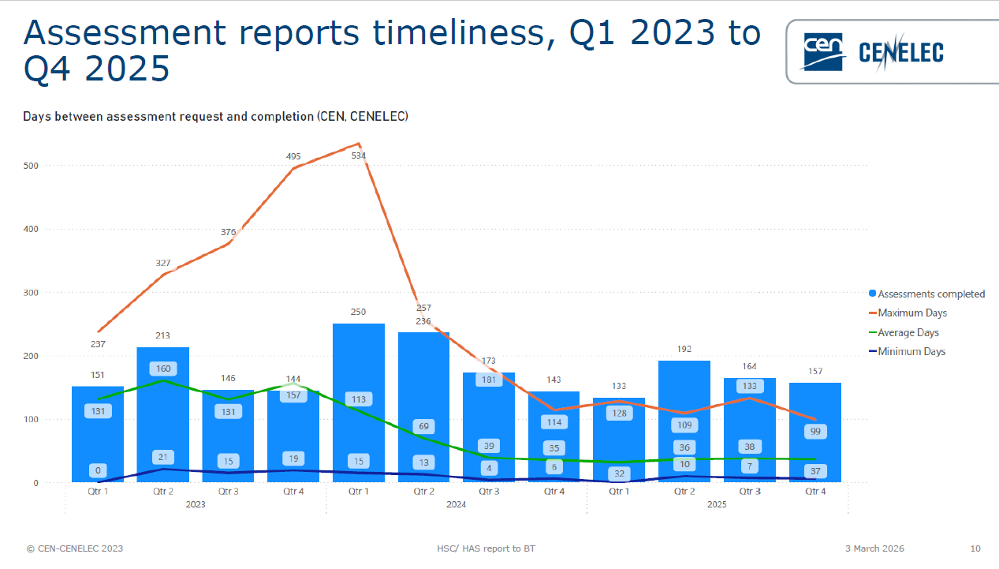 Assessment reports timeliness, Q1 2023 to
Q4 2025
cen
CENELEC
Days between assessment request and completion (CEN, CENELEC)
500
400
300
200
100
0
237
327
376
495
534
257
236
173
181
151
213
146
144
157
250
143
133
192
164
157
131
160
131
113
69
39
35
114
128
109
133
99
36
38
37
0
21
15
19
15
13
4
6
32
10
7
Assessments completed
Maximum Days
Average Days
Minimum Days
Qtr 1
Qtr 2
Qtr 3
Qtr 4
Qtr 1
Qtr 2
Qtr 3
Qtr 4
Qtr 1
Qtr 2
Qtr 3
Qtr 4
2023
2024
2025
© CEN-CENELEC 2023
HSC/ HAS report to BT
3 March 2026
10